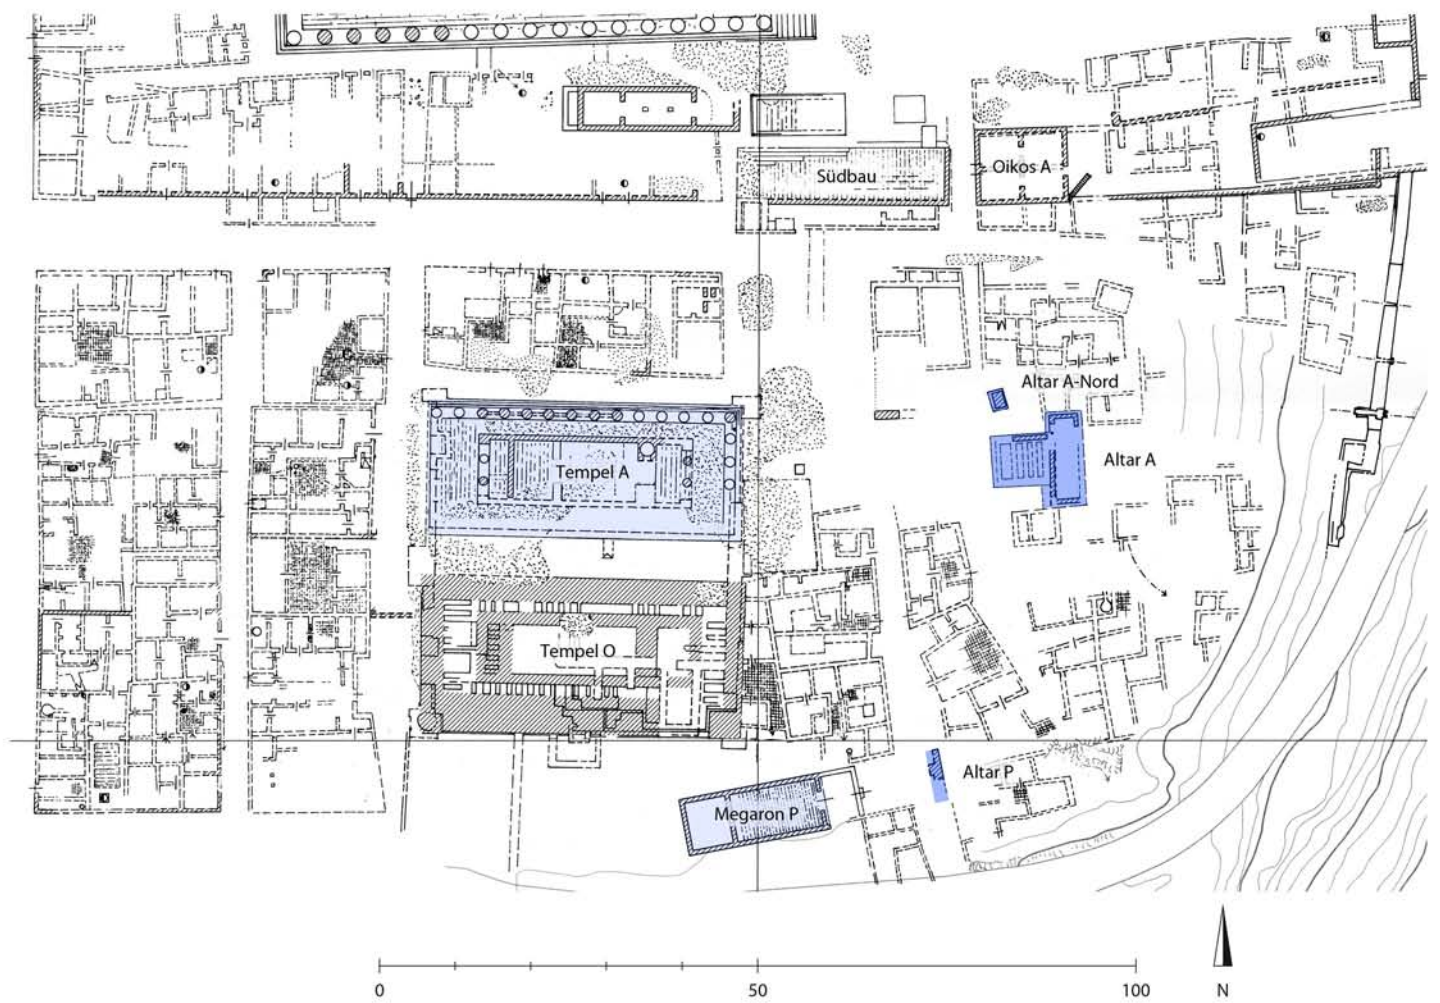 Oikos A
Südbau
M
Altar A-Nord
Altar A
Tempel A
Tempel O
Altar P
Megaron P
0
50
100
N